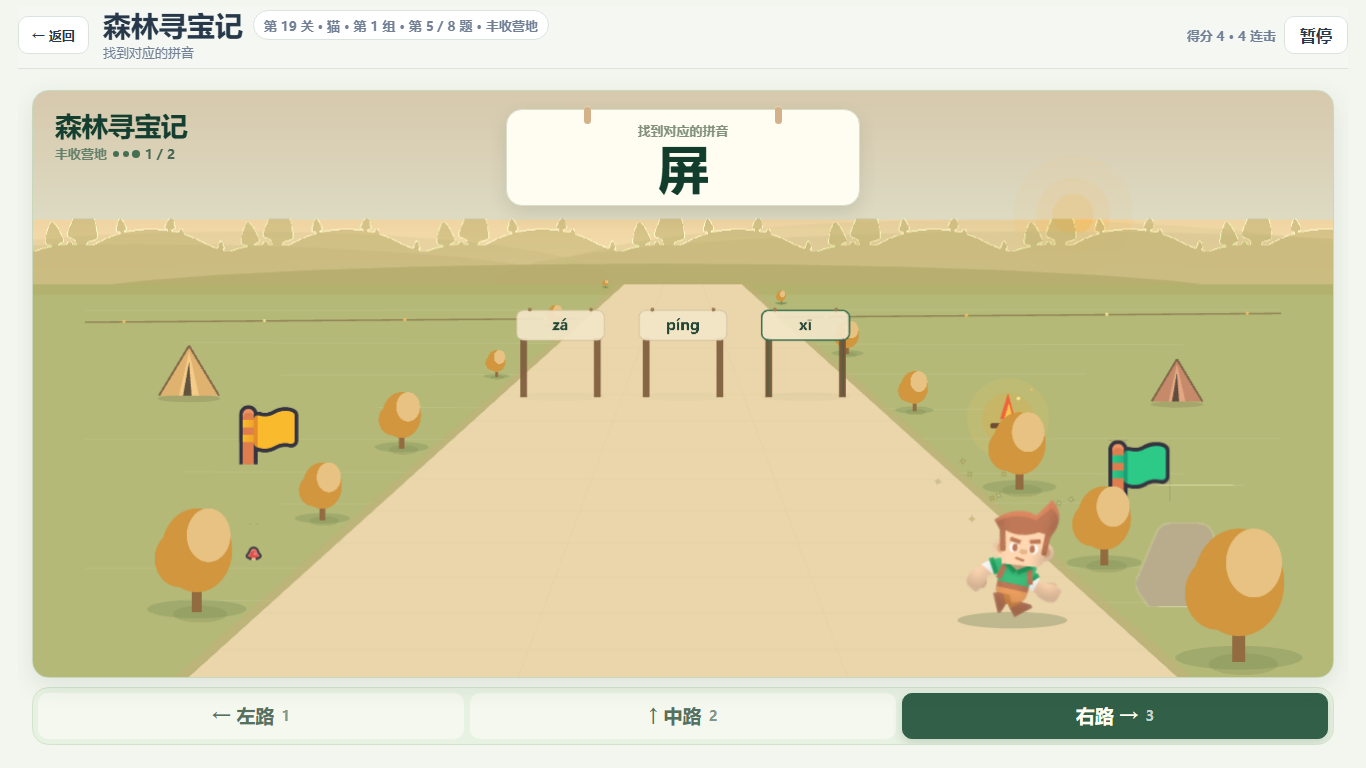 ← 返回
森林寻宝记
第 19 关 • 猫 • 第 1 组 • 第 5 / 8 题 • 丰收营地
找到对应的拼音
得分 4 • 4 连击
暂停
森林寻宝记
丰收营地 1 / 2
找到对应的拼音
屏
zá
píng
xī
← 左路 1
↑ 中路 2
右路 → 3